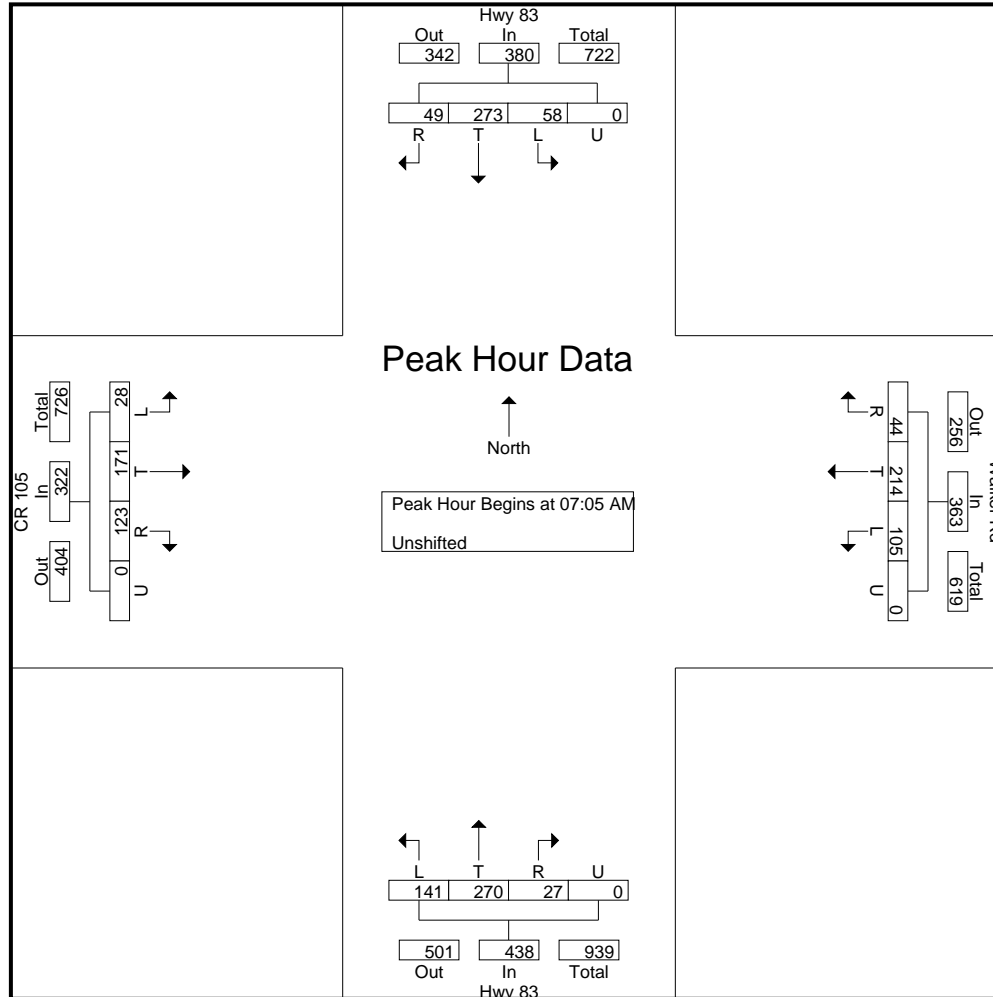 Hwy 83
Out In Total
342 380 722
49 273 58 0
R T L U
Peak Hour Data
North
Peak Hour Begins at 07:05 AM
Unshifted
CR 105
Total In Out
726 322 404
28 171 123 0
L T R U
Out In Total
256 363 619
44 214 105 0
R T L U
L T R U
141 270 27 0
501 438 939
Out In Total
Hwy 83